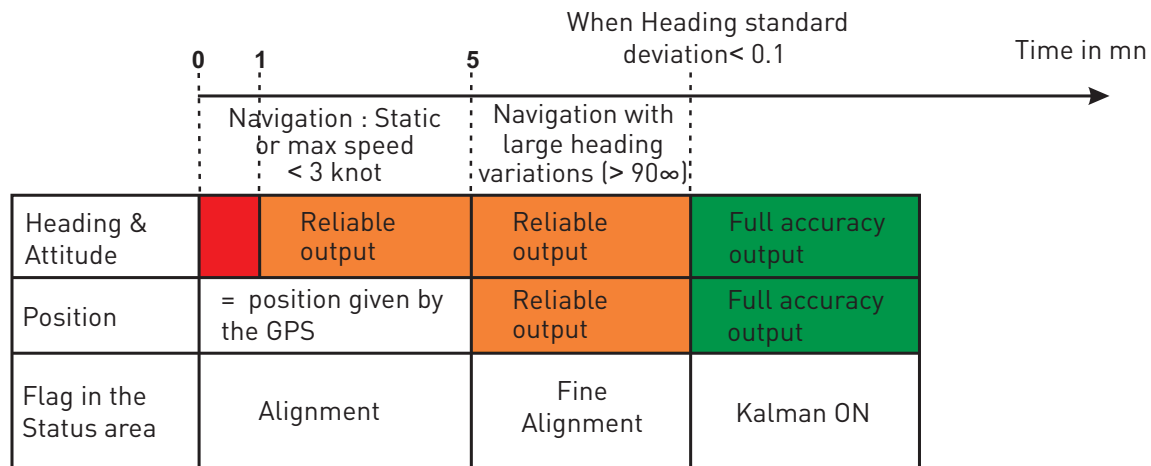 When Heading standard
deviation< 0.1
Time in mn
0
1
5
Navigation : Static
or max speed
< 3 knot
Navigation with
large heading
variations (> 90∞)
Heading &
Attitude
Reliable
output
Reliable
output
Full accuracy
output
Position
= position given by
the GPS
Reliable
output
Full accuracy
output
Flag in the
Status area
Alignment
Fine
Alignment
Kalman ON